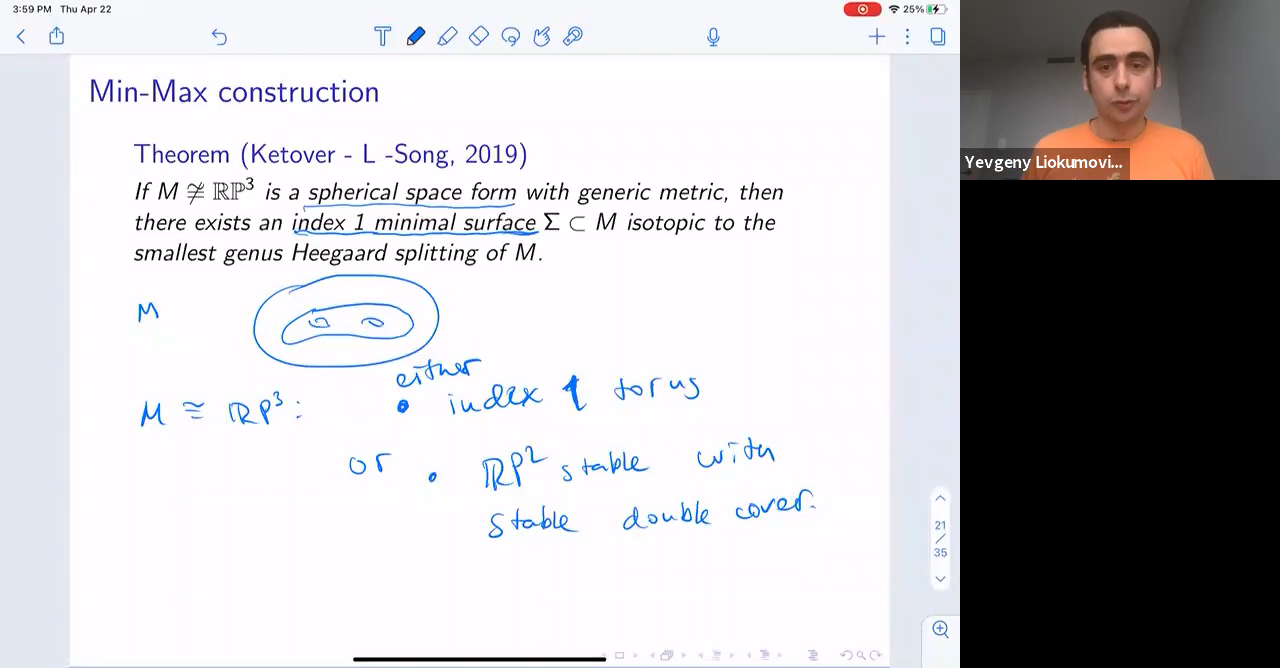 3:59 PM Thu Apr 22
25%
Min-Max construction
Theorem (Ketover - L -Song, 2019)
If M ≇ ℝℙ³ is a spherical space form with generic metric, then
there exists an index 1 minimal surface Σ ⊂ M isotopic to the
smallest genus Heegaard splitting of M.
M
either
M ≅ ℝP³: • index 1 torus
or • ℝP² stable with
stable double cover.
21
/
35
Yevgeny Liokumovi...